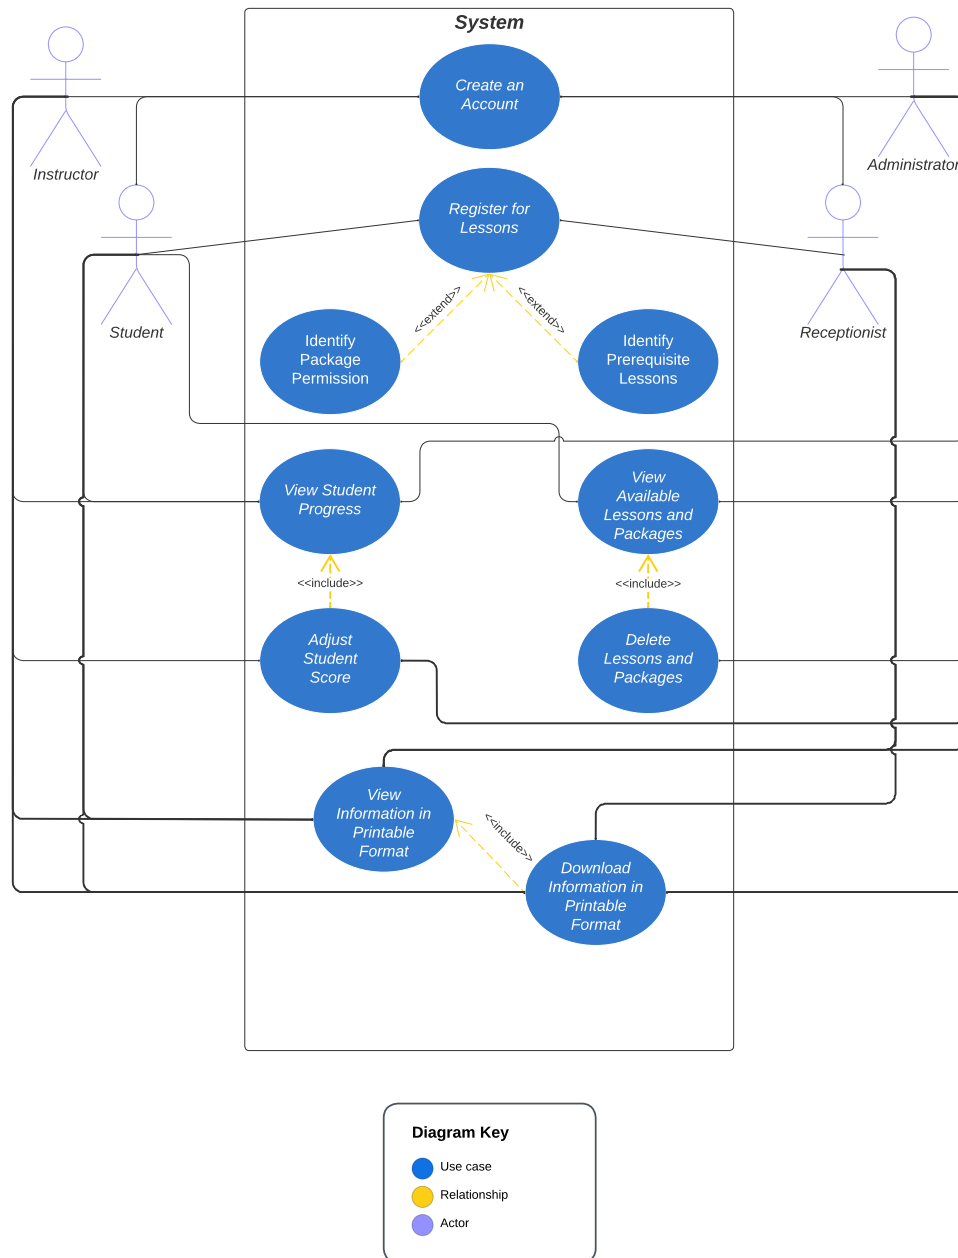 System
Create an
Account
Instructor
Administrator
Register for
Lessons
Student
Receptionist
<<extend>>
<<extend>>
Identify
Package
Permission
Identify
Prerequisite
Lessons
View Student
Progress
View
Available
Lessons and
Packages
<<include>>
<<include>>
Adjust
Student
Score
Delete
Lessons and
Packages
View
Information in
Printable
Format
<<include>>
Download
Information in
Printable
Format
Diagram Key
Use case
Relationship
Actor